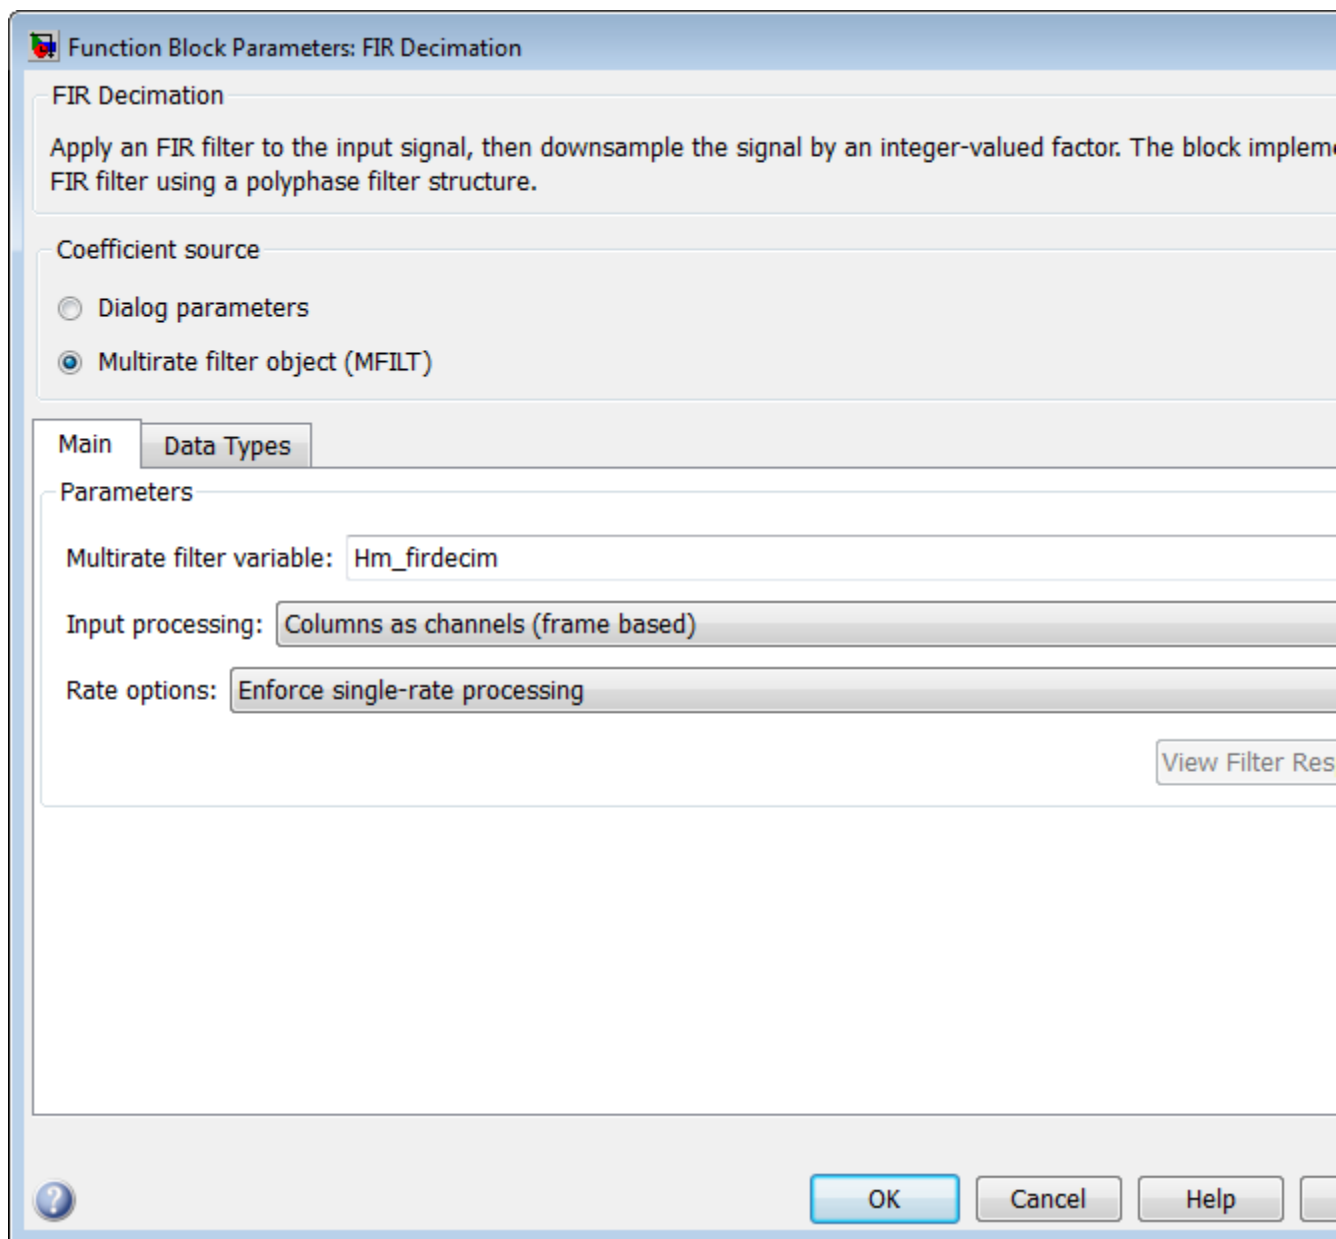 Function Block Parameters: FIR Decimation
FIR Decimation
Apply an FIR filter to the input signal, then downsample the signal by an integer-valued factor. The block
FIR filter using a polyphase filter structure.
Coefficient source
Dialog parameters
Multirate filter object (MFILT)
Main Data Types
Parameters
Multirate filter variable: Hm_firdecim
Input processing: Columns as channels (frame based)
Rate options: Enforce single-rate processing
View Filter
?
OK Cancel Help